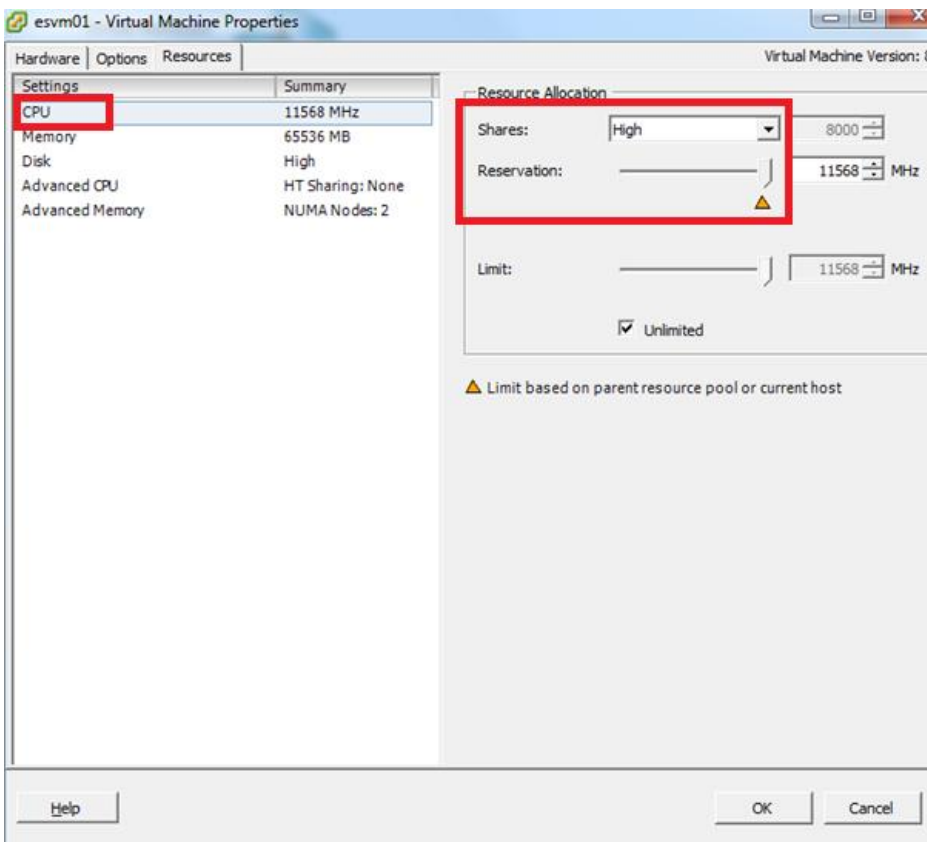 esvm01 - Virtual Machine Properties
Hardware Options Resources
Virtual Machine Version: 8
Settings Summary
CPU 11568 MHz
Memory 65536 MB
Disk High
Advanced CPU HT Sharing: None
Advanced Memory NUMA Nodes: 2
Resource Allocation
Shares: High 8000
Reservation: 11568 MHz
Limit: 11568 MHz
Unlimited
Limit based on parent resource pool or current host
Help OK Cancel